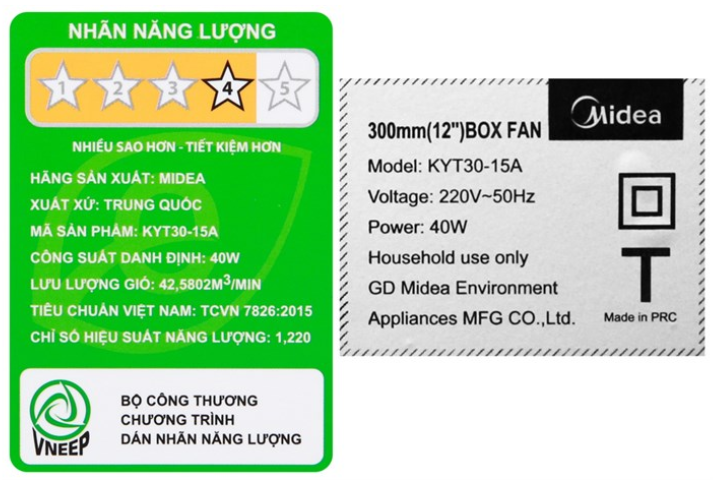 NHÃN NĂNG LƯỢNG
1 2 3 4 5
NHIỀU SAO HƠN - TIẾT KIỆM HƠN
HÃNG SẢN XUẤT: MIDEA
XUẤT XỨ: TRUNG QUỐC
MÃ SẢN PHẨM: KYT30-15A
CÔNG SUẤT DANH ĐỊNH: 40W
LƯU LƯỢNG GIÓ: 42,5802M³/MIN
TIÊU CHUẨN VIỆT NAM: TCVN 7826:2015
CHỈ SỐ HIỆU SUẤT NĂNG LƯỢNG: 1,220
VNEEP
BỘ CÔNG THƯƠNG
CHƯƠNG TRÌNH
DÁN NHÃN NĂNG LƯỢNG
Midea
300mm(12")BOX FAN
Model: KYT30-15A
Voltage: 220V~50Hz
Power: 40W
Household use only
GD Midea Environment
Appliances MFG CO.,Ltd.
T
Made in PRC